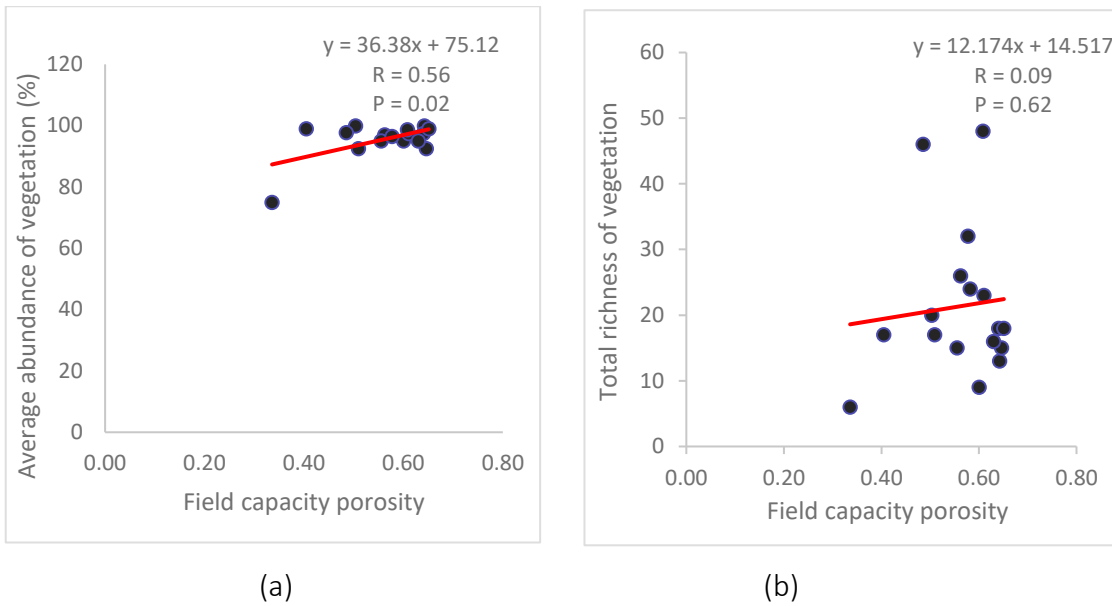 y = 36.38x + 75.12
R = 0.56
P = 0.02
Average abundance of vegetation (%)
120
100
80
60
40
20
0
0.00 0.20 0.40 0.60 0.80
Field capacity porosity
(a)
y = 12.174x + 14.517
R = 0.09
P = 0.62
Total richness of vegetation
60
50
40
30
20
10
0
0.00 0.20 0.40 0.60 0.80
Field capacity porosity
(b)